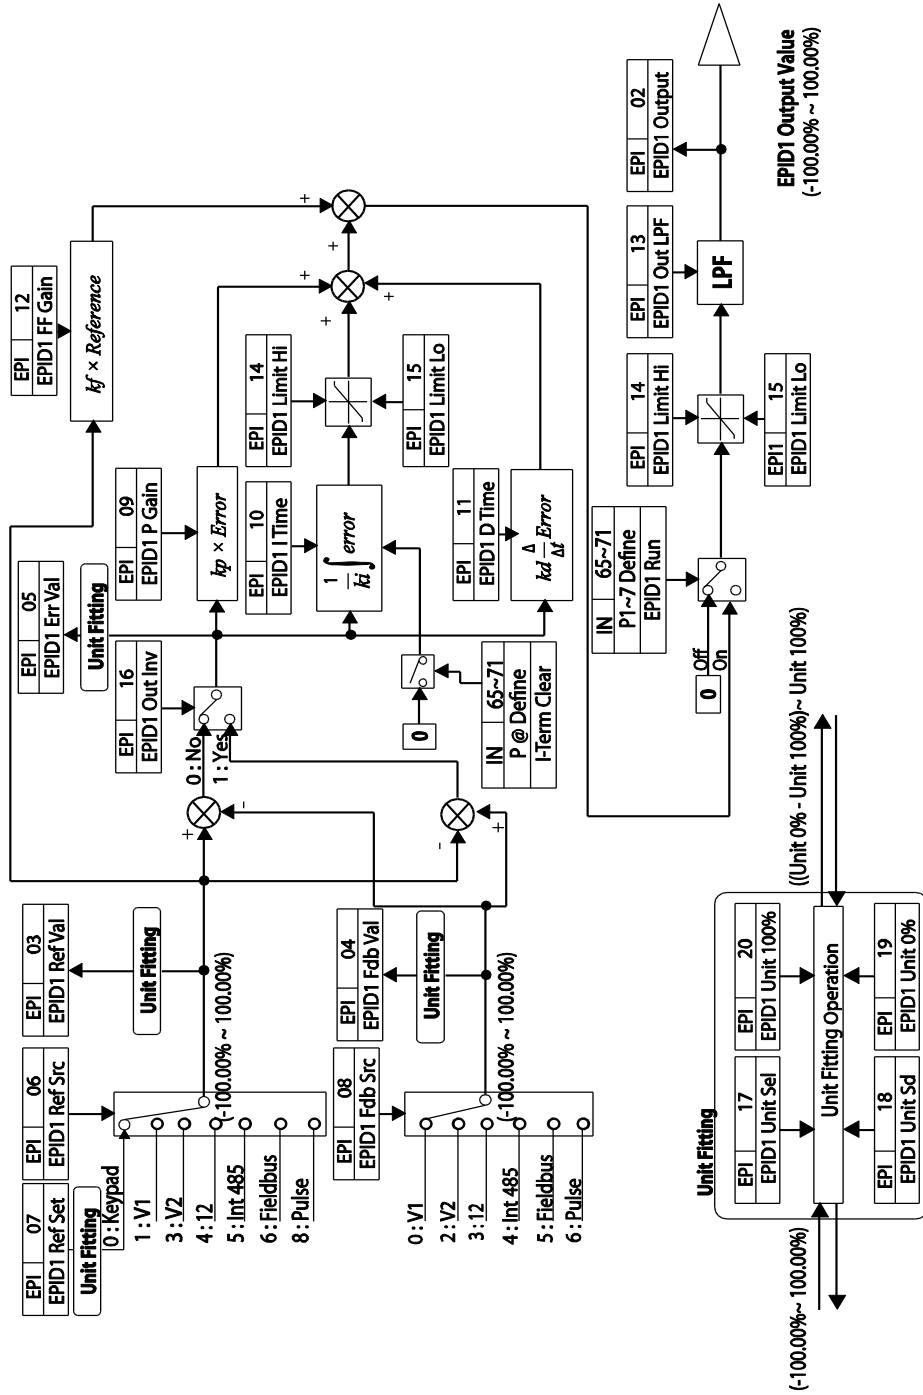 EPI 07
EPID1 Ref Set
Unit Fitting
EPI 06
EPID1 Ref Src
EPI 03
EPID1 Ref Val
Unit Fitting
0 : Keypad
1 : V1
3 : V2
4 : 12
5 : Int 485
6 : Fieldbus
8 : Pulse
(-100.00% ~ 100.00%)
EPI 08
EPID1 Fdb Src
EPI 04
EPID1 Fdb Val
Unit Fitting
0 : V1
2 : V2
3 : 12
4 : Int 485
5 : Fieldbus
6 : Pulse
(-100.00% ~ 100.00%)
+
-
-
+
0 : No
1 : Yes
EPI 16
EPID1 Out Inv
EPI 05
EPID1 Err Val
Unit Fitting
EPI 12
EPID1 FF Gain
kf × Reference
EPI 09
EPID1 P Gain
kp × Error
EPI 10
EPID1 I Time
1/ki ∫ error
EPI 14
EPID1 Limit Hi
EPI 15
EPID1 Limit Lo
0
IN 65~71
P @ Define
I-Term Clear
EPI 11
EPID1 D Time
kd Δ/Δt Error
+
+
+
+
+
IN 65~71
P1~7 Define
EPID1 Run
0
Off
On
EPI 14
EPID1 Limit Hi
EPI1 15
EPID1 Limit Lo
EPI 13
EPID1 Out LPF
LPF
EPI 02
EPID1 Output
EPID1 Output Value
(-100.00% ~ 100.00%)
Unit Fitting
EPI 17
EPID1 Unit Sel
EPI 20
EPID1 Unit 100%
Unit Fitting Operation
EPI 18
EPID1 Unit Sd
EPI 19
EPID1 Unit 0%
(-100.00%~ 100.00%)
((Unit 0% - Unit 100%)~ Unit 100%)